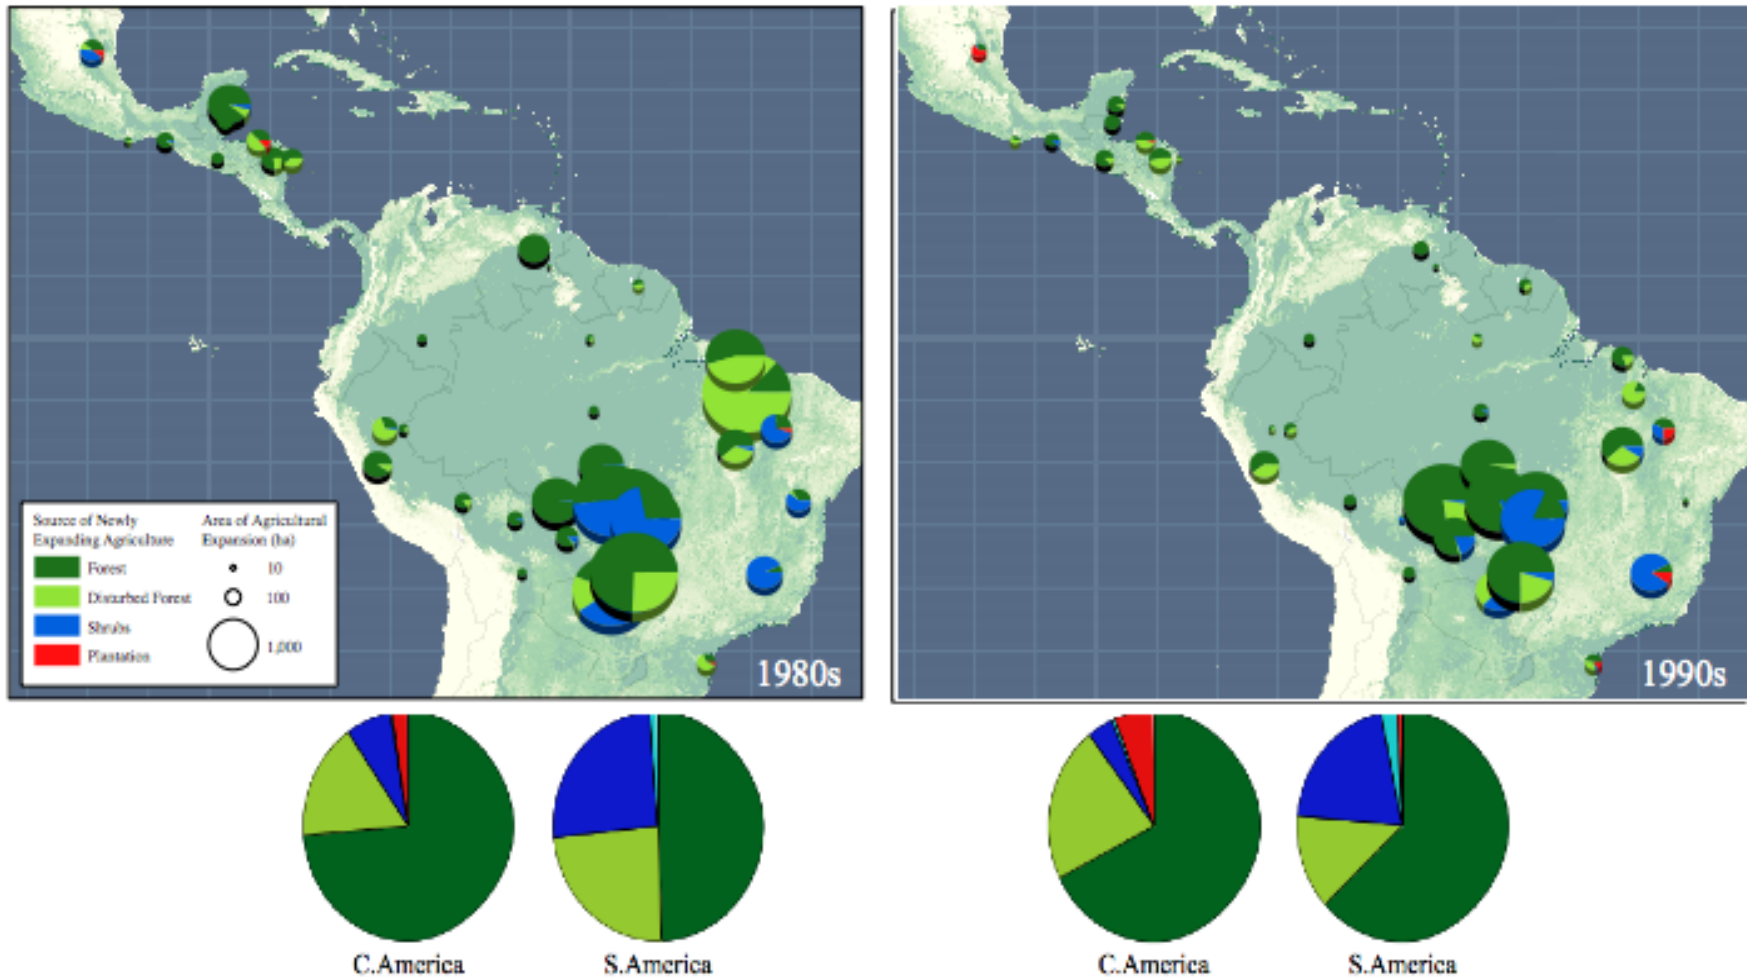 Source of Newly
Expanding Agriculture
Forest
Disturbed Forest
Shrubs
Plantation
Area of Agricultural
Expansion (ha)
10
100
1,000
1980s
1990s
C.America
S.America
C.America
S.America